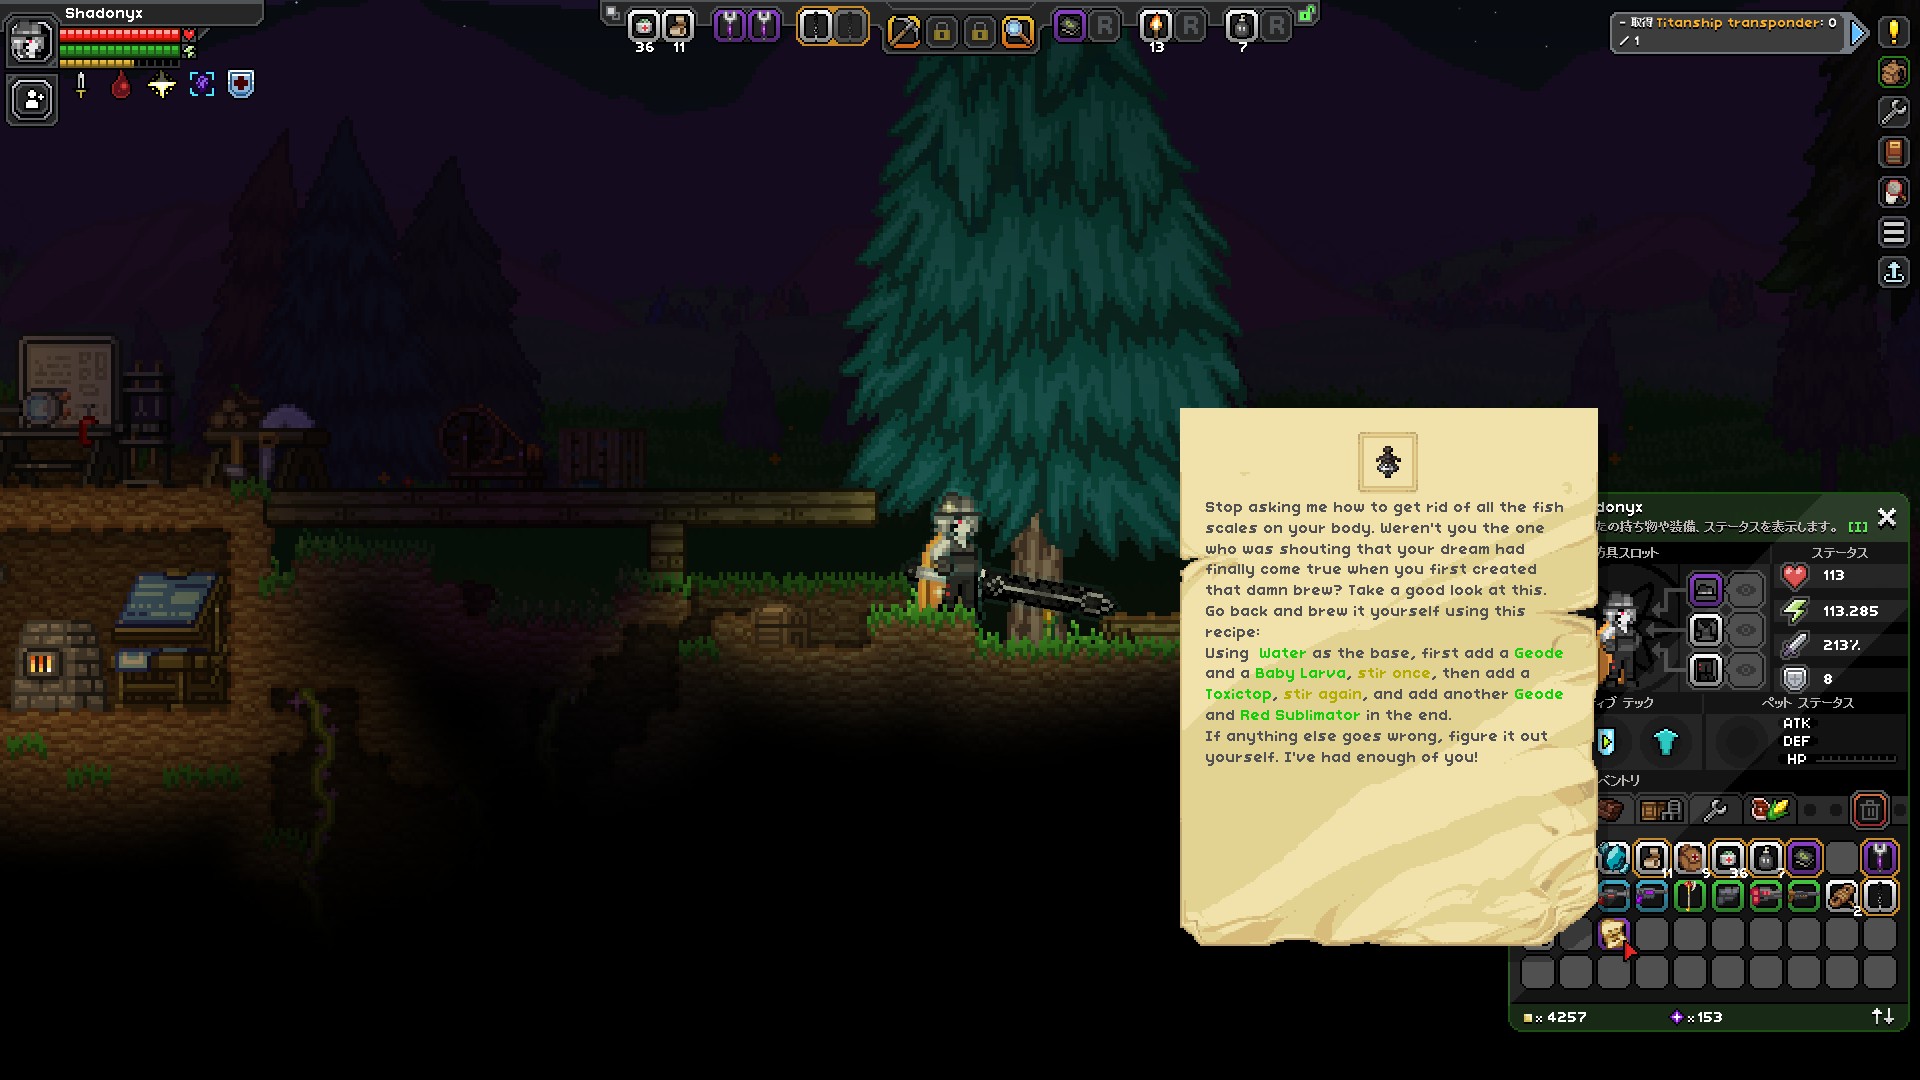 Shadonyx
36
11
R
13
R
7
R
- 取得 Titanship transponder: 0
/ 1
Stop asking me how to get rid of all the fish
scales on your body. Weren't you the one
who was shouting that your dream had
finally come true when you first created
that damn brew? Take a good look at this.
Go back and brew it yourself using this
recipe:
Using Water as the base, first add a Geode
and a Baby Larva, stir once, then add a
Toxictop, stir again, and add another Geode
and Red Sublimator in the end.
If anything else goes wrong, figure it out
yourself. I've had enough of you!
donyx
たの持ち物や装備、ステータスを表示します。 [I]
防具スロット
ステータス
113
113.285
213%
8
ィブ テック
ペット ステータス
ATK
DEF
HP
ベントリ
11
9
36
7
2
x 4257
x 153